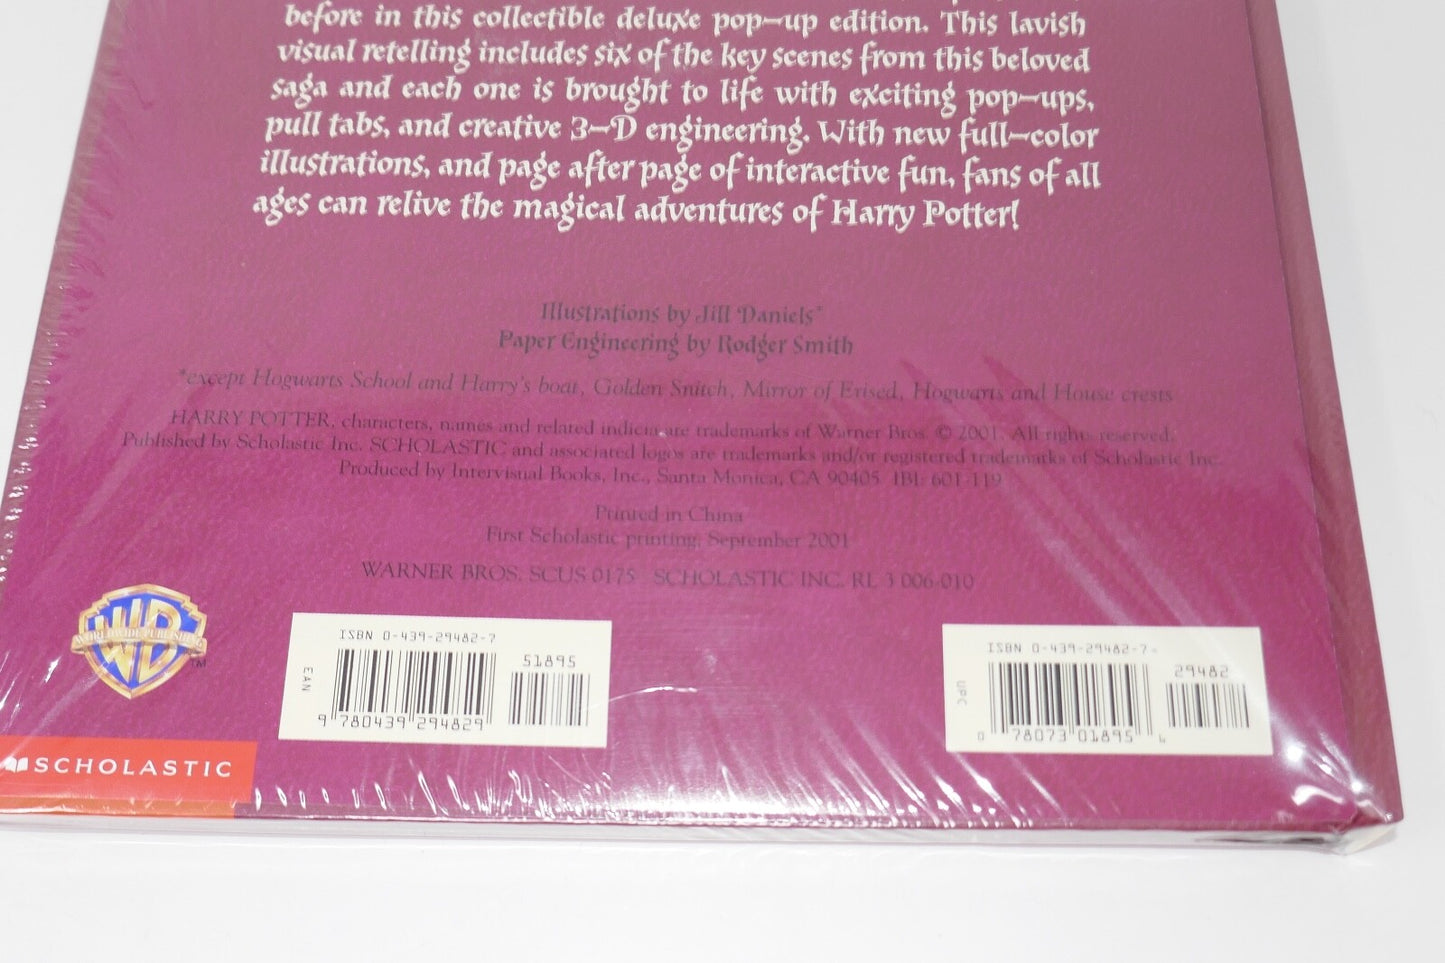 before in this collectible deluxe pop-up edition. This lavish
visual retelling includes six of the key scenes from this beloved
saga and each one is brought to life with exciting pop-ups,
pull tabs, and creative 3-D engineering. With new full-color
illustrations, and page after page of interactive fun, fans of all
ages can relive the magical adventures of Harry Potter!
Illustrations by Jill Daniels*
Paper Engineering by Rodger Smith
*except Hogwarts School and Harry's boat, Golden Snitch, Mirror of Erised, Hogwarts and House crests
HARRY POTTER, characters, names and related indicia are trademarks of Warner Bros. © 2001. All rights reserved.
Published by Scholastic Inc. SCHOLASTIC and associated logos are trademarks and/or registered trademarks of Scholastic Inc.
Produced by Intervisual Books, Inc., Santa Monica, CA 90405 IBI: 601-119
Printed in China
First Scholastic printing, September 2001
WARNER BROS. SCUS 0175 SCHOLASTIC INC. RL 3 006-010
WB
WORLDWIDE PUBLISHING
TM
ISBN 0-439-29482-7
51895
EAN
9 780439 294829
ISBN 0-439-29482-7
29482
UPC
0 78073 01895 6
SCHOLASTIC